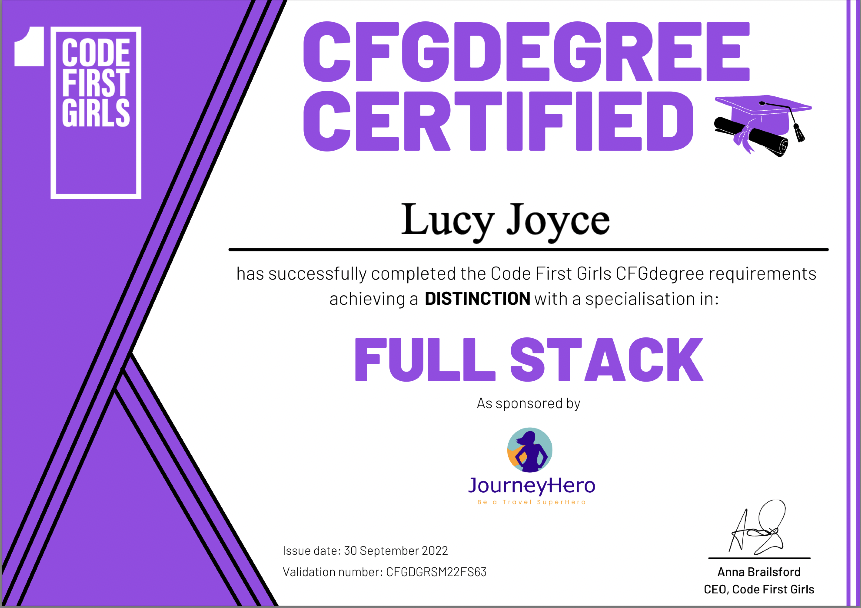 CODE
FIRST
GIRLS
CFGDEGREE
CERTIFIED
Lucy Joyce
has successfully completed the Code First Girls CFGdegree requirements
achieving a DISTINCTION with a specialisation in:
FULL STACK
As sponsored by
JourneyHero
Be a Travel SuperHero
Issue date: 30 September 2022
Validation number: CFGDGRSM22FS63
Anna Brailsford
CEO, Code First Girls